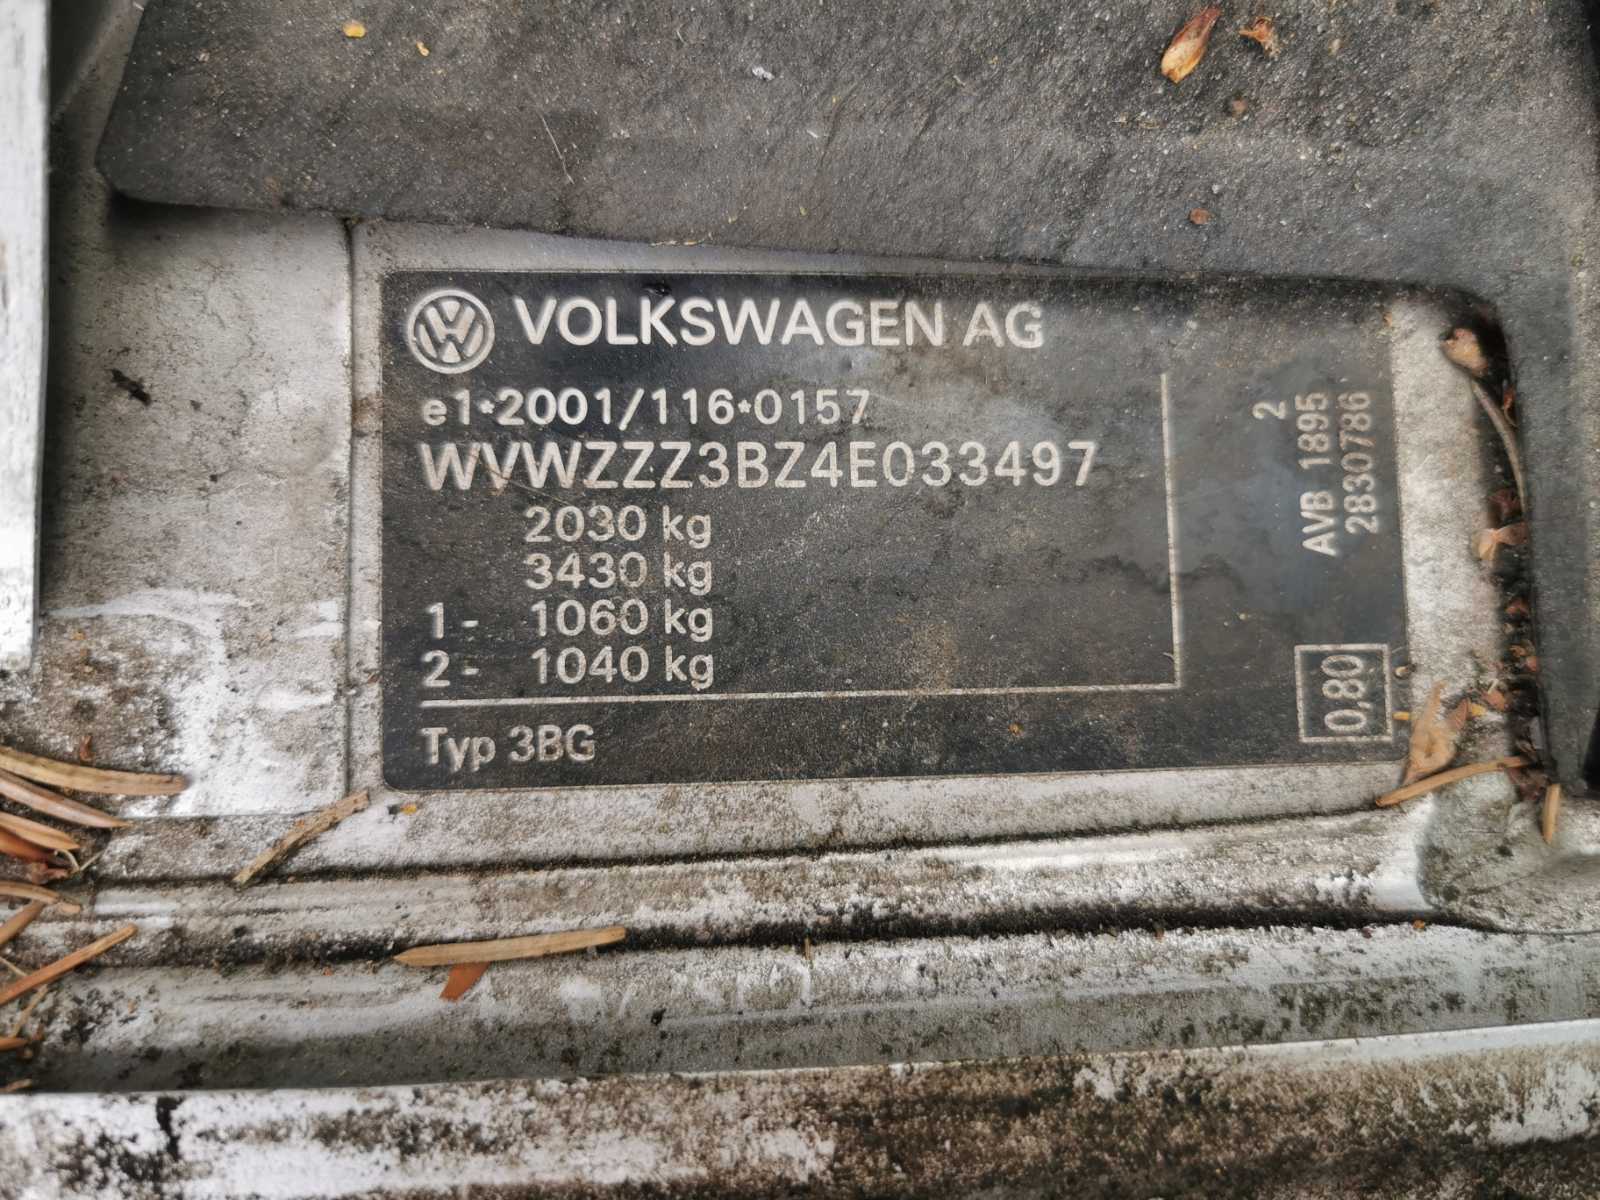 VOLKSWAGEN AG
e1*2001/116*0157
WVWZZZ3BZ4E033497
2030 kg
3430 kg
1- 1060 kg
2- 1040 kg
Typ 3BG
2
AVB 1895
2830786
0,80